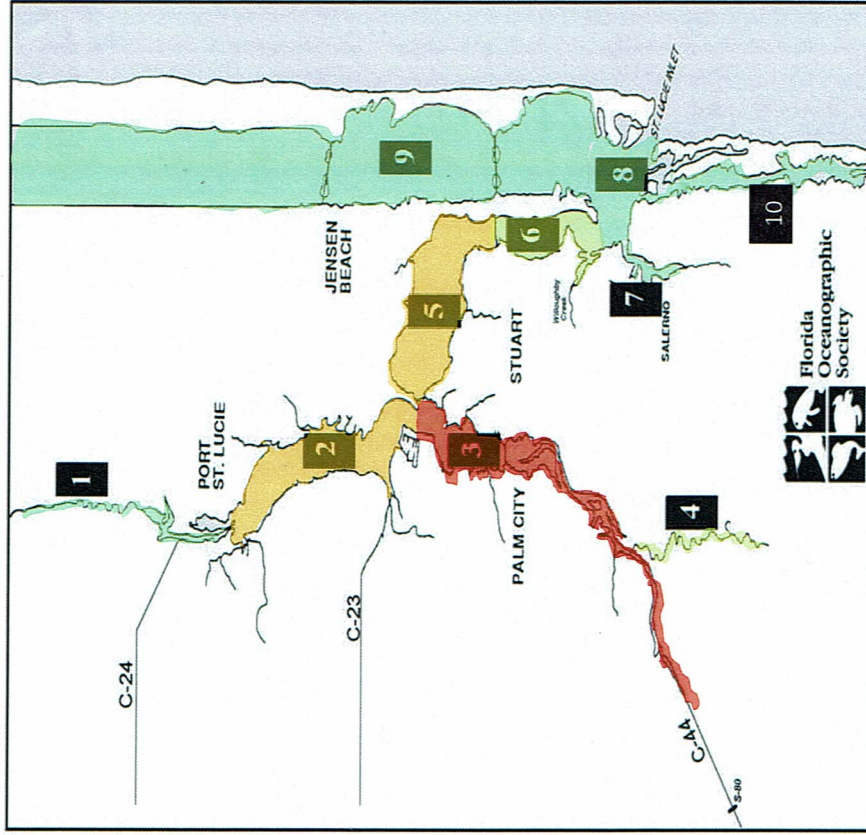 1
C-24
PORT
ST. LUCIE
2
C-23
JENSEN
BEACH
9
5
STUART
3
PALM CITY
4
6
Willoughby
Creek
7
SALERNO
8
ST. LUCIE INLET
10
C-44
S-80
Florida
Oceanographic
Society